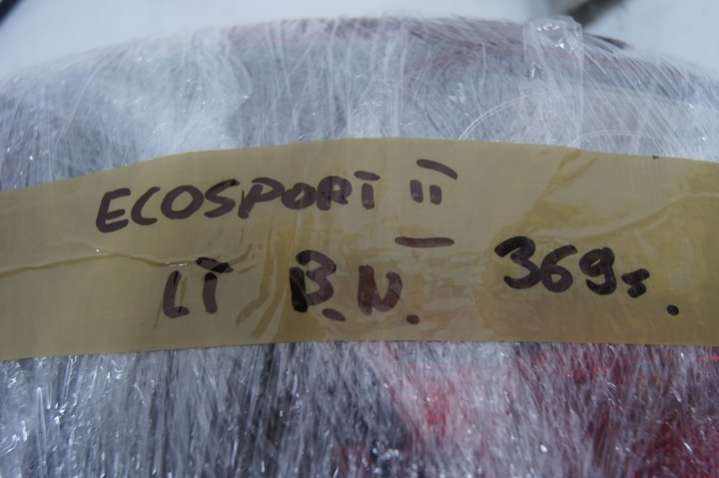 ECOSPORT II
LT B.N. 369s.